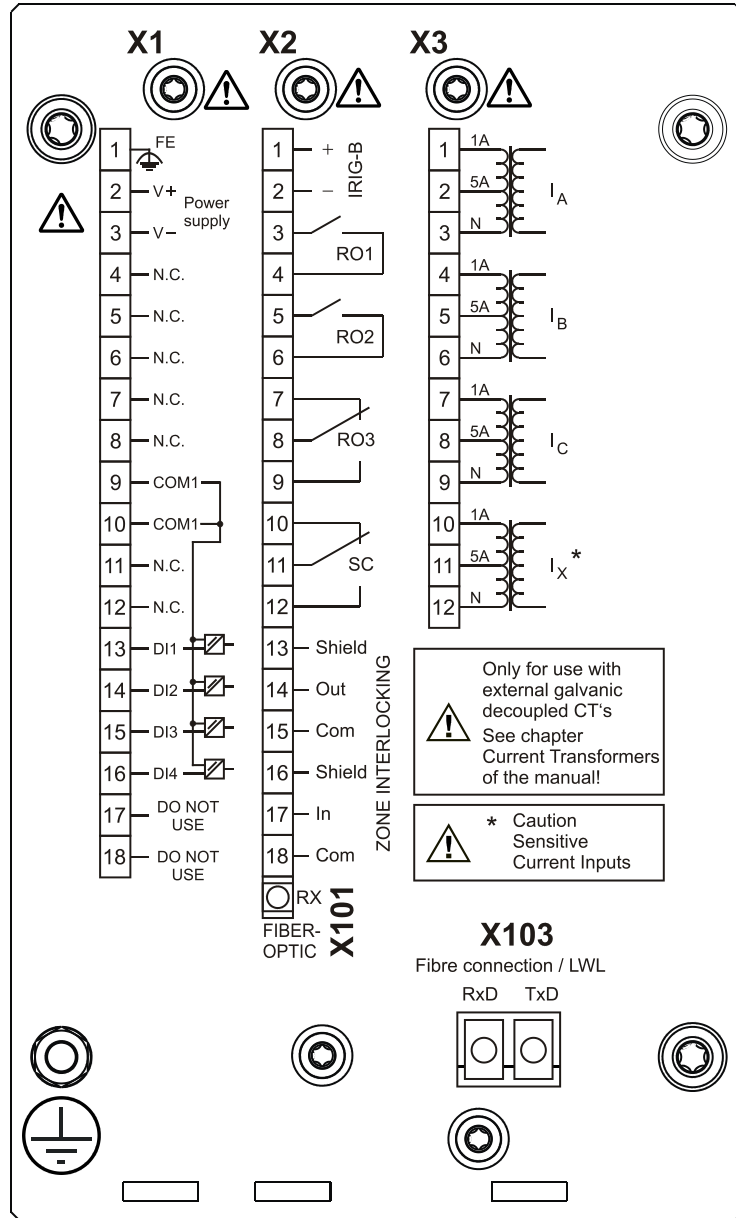 X1
X2
X3
1 FE
2 V+
Power
supply
3 V−
4 N.C.
5 N.C.
6 N.C.
7 N.C.
8 N.C.
9 COM1
10 COM1
11 N.C.
12 N.C.
13 DI1
14 DI2
15 DI3
16 DI4
17 DO NOT
USE
18 DO NOT
USE
1 +
2 −
IRIG-B
3
RO1
4
5
RO2
6
7
8 RO3
9
10
11 SC
12
13 Shield
14 Out
15 Com
16 Shield
17 In
18 Com
ZONE INTERLOCKING
RX
FIBER-
OPTIC
X101
1 1A
2 5A IA
3 N
4 1A
5 5A IB
6 N
7 1A
8 5A IC
9 N
10 1A
11 5A IX*
12 N
Only for use with
external galvanic
decoupled CT's
See chapter
Current Transformers
of the manual!
* Caution
Sensitive
Current Inputs
X103
Fibre connection / LWL
RxD TxD